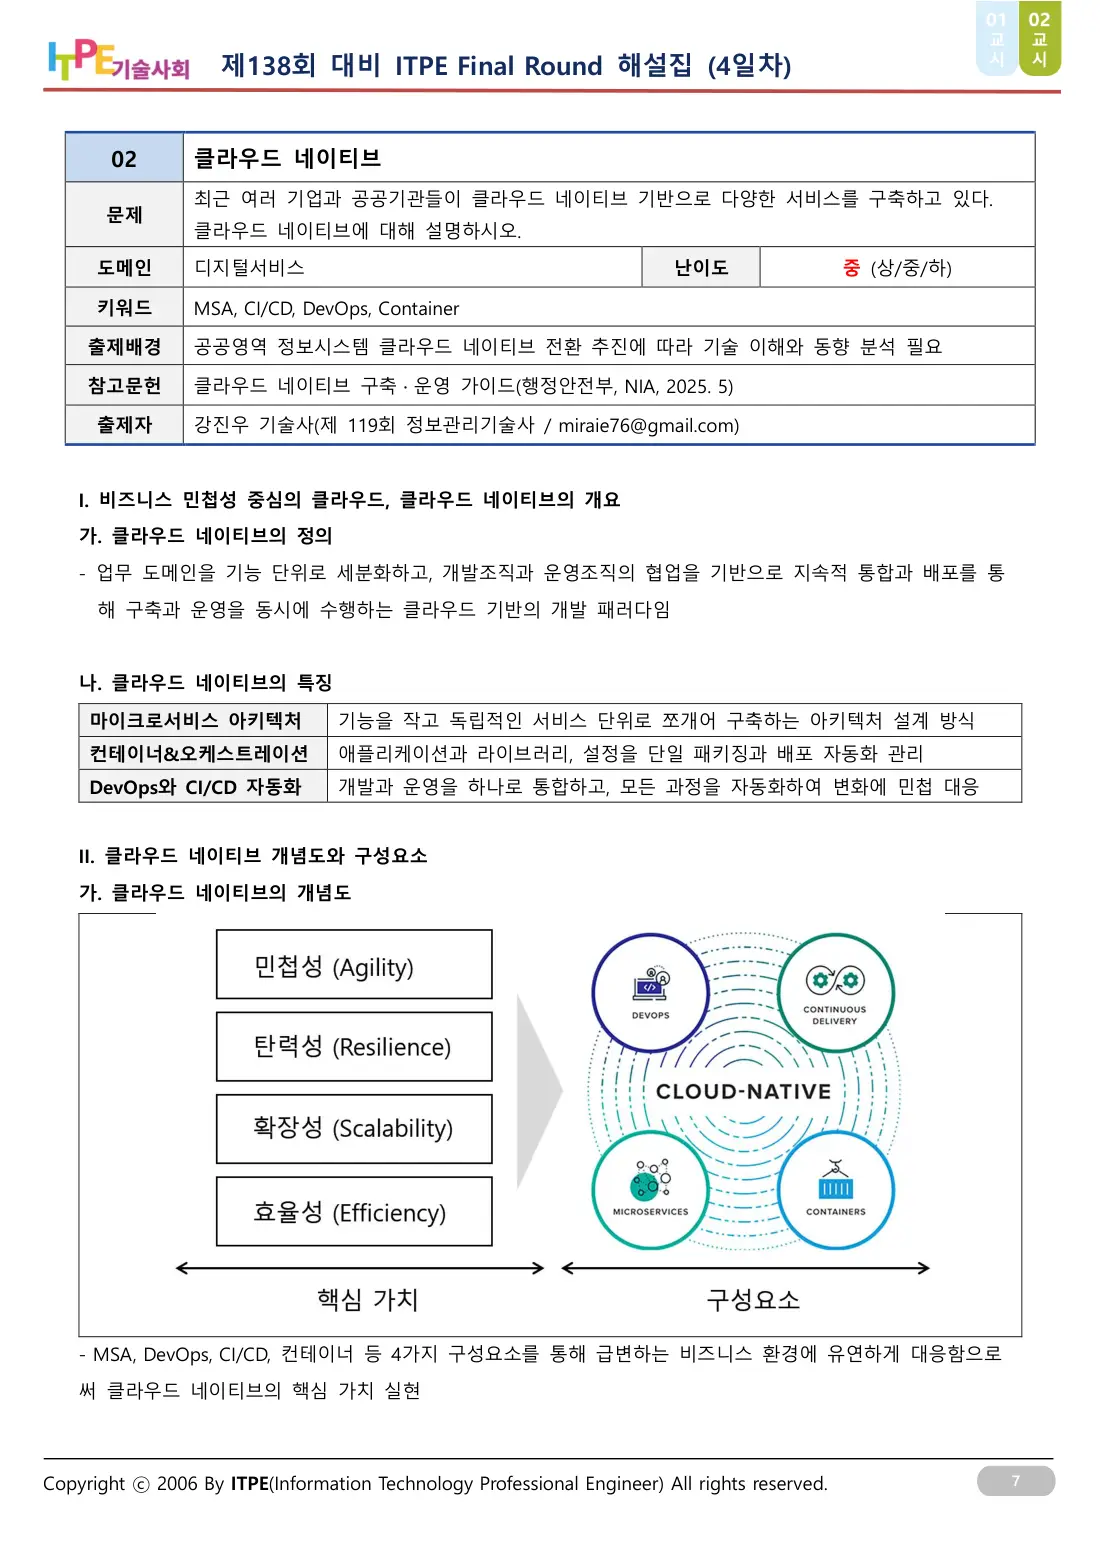 01
교
시
02
교
시
ITPE기술사회 제138회 대비 ITPE Final Round 해설집 (4일차)
02 클라우드 네이티브
문제 최근 여러 기업과 공공기관들이 클라우드 네이티브 기반으로 다양한 서비스를 구축하고 있다.
클라우드 네이티브에 대해 설명하시오.
도메인 디지털서비스 난이도 중 (상/중/하)
키워드 MSA, CI/CD, DevOps, Container
출제배경 공공영역 정보시스템 클라우드 네이티브 전환 추진에 따라 기술 이해와 동향 분석 필요
참고문헌 클라우드 네이티브 구축 · 운영 가이드(행정안전부, NIA, 2025. 5)
출제자 강진우 기술사(제 119회 정보관리기술사 / miraie76@gmail.com)
I. 비즈니스 민첩성 중심의 클라우드, 클라우드 네이티브의 개요
가. 클라우드 네이티브의 정의
- 업무 도메인을 기능 단위로 세분화하고, 개발조직과 운영조직의 협업을 기반으로 지속적 통합과 배포를 통
해 구축과 운영을 동시에 수행하는 클라우드 기반의 개발 패러다임
나. 클라우드 네이티브의 특징
마이크로서비스 아키텍처 기능을 작고 독립적인 서비스 단위로 쪼개어 구축하는 아키텍처 설계 방식
컨테이너&오케스트레이션 애플리케이션과 라이브러리, 설정을 단일 패키징과 배포 자동화 관리
DevOps와 CI/CD 자동화 개발과 운영을 하나로 통합하고, 모든 과정을 자동화하여 변화에 민첩 대응
II. 클라우드 네이티브 개념도와 구성요소
가. 클라우드 네이티브의 개념도
민첩성 (Agility)
탄력성 (Resilience)
확장성 (Scalability)
효율성 (Efficiency)
핵심 가치
DEVOPS
CONTINUOUS
DELIVERY
CLOUD-NATIVE
MICROSERVICES
CONTAINERS
구성요소
- MSA, DevOps, CI/CD, 컨테이너 등 4가지 구성요소를 통해 급변하는 비즈니스 환경에 유연하게 대응함으로
써 클라우드 네이티브의 핵심 가치 실현
Copyright ⓒ 2006 By ITPE(Information Technology Professional Engineer) All rights reserved.
7